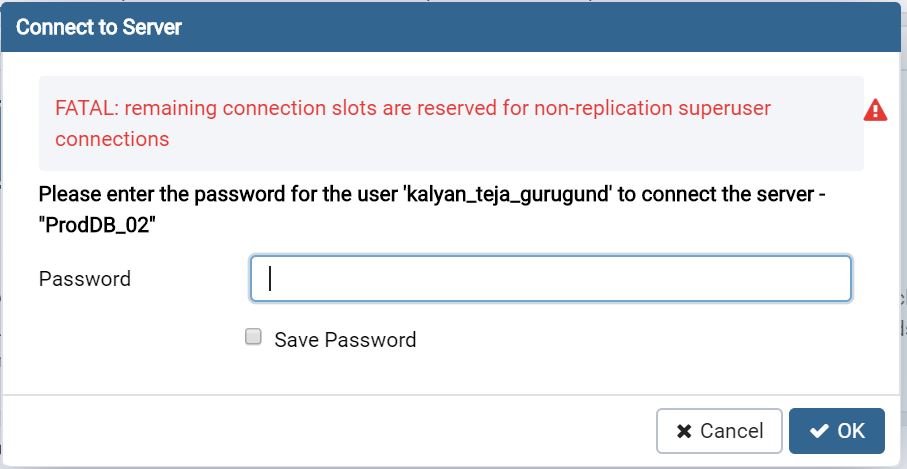 Connect to Server
FATAL: remaining connection slots are reserved for non-replication superuser
connections
Please enter the password for the user 'kalyan_teja_gurugund' to connect the server -
"ProdDB_02"
Password
Save Password
Cancel
OK